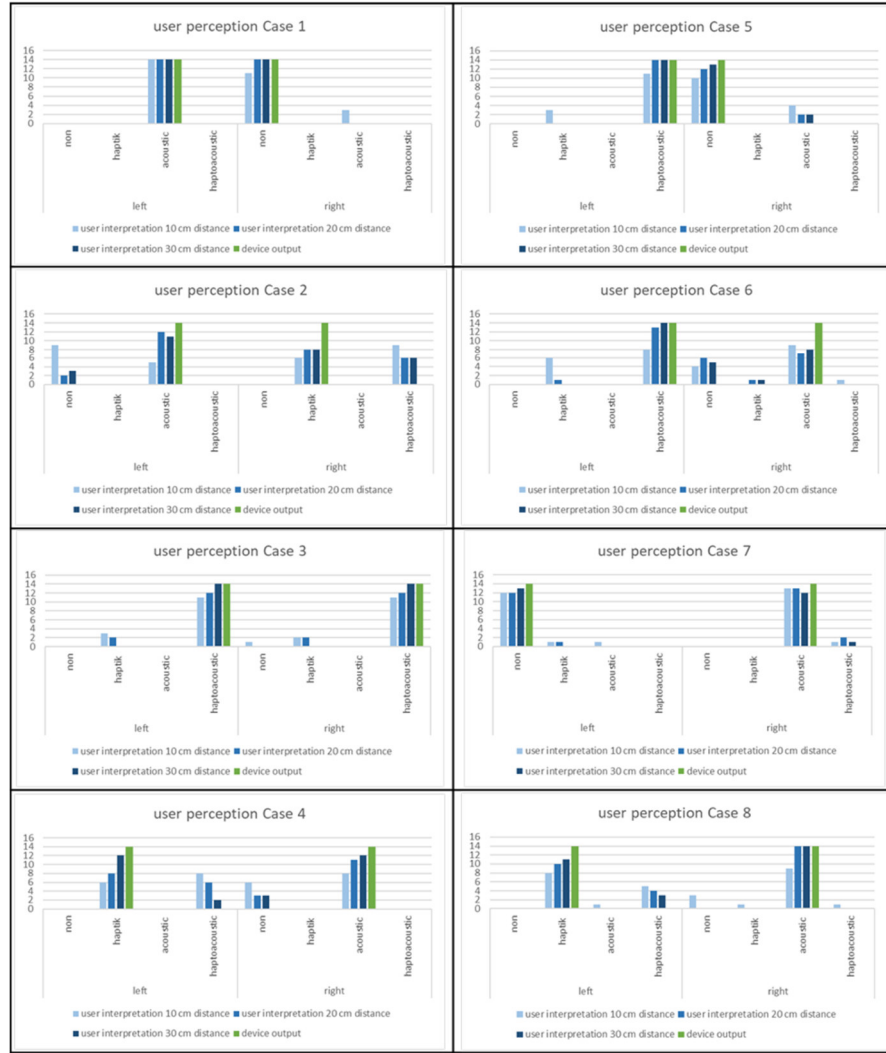 user perception Case 1
16
14
12
10
8
6
4
2
0
non
haptik
acoustic
haptoacoustic
non
haptik
acoustic
haptoacoustic
left
right
user interpretation 10 cm distance
user interpretation 20 cm distance
user interpretation 30 cm distance
device output
user perception Case 5
16
14
12
10
8
6
4
2
0
non
haptik
acoustic
haptoacoustic
non
haptik
acoustic
haptoacoustic
left
right
user interpretation 10 cm distance
user interpretation 20 cm distance
user interpretation 30 cm distance
device output
user perception Case 2
16
14
12
10
8
6
4
2
0
non
haptik
acoustic
haptoacoustic
non
haptik
acoustic
haptoacoustic
left
right
user interpretation 10 cm distance
user interpretation 20 cm distance
user interpretation 30 cm distance
device output
user perception Case 6
16
14
12
10
8
6
4
2
0
non
haptik
acoustic
haptoacoustic
non
haptik
acoustic
haptoacoustic
left
right
user interpretation 10 cm distance
user interpretation 20 cm distance
user interpretation 30 cm distance
device output
user perception Case 3
16
14
12
10
8
6
4
2
0
non
haptik
acoustic
haptoacoustic
non
haptik
acoustic
haptoacoustic
left
right
user interpretation 10 cm distance
user interpretation 20 cm distance
user interpretation 30 cm distance
device output
user perception Case 7
16
14
12
10
8
6
4
2
0
non
haptik
acoustic
haptoacoustic
non
haptik
acoustic
haptoacoustic
left
right
user interpretation 10 cm distance
user interpretation 20 cm distance
user interpretation 30 cm distance
device output
user perception Case 4
16
14
12
10
8
6
4
2
0
non
haptik
acoustic
haptoacoustic
non
haptik
acoustic
haptoacoustic
left
right
user interpretation 10 cm distance
user interpretation 20 cm distance
user interpretation 30 cm distance
device output
user perception Case 8
16
14
12
10
8
6
4
2
0
non
haptik
acoustic
haptoacoustic
non
haptik
acoustic
haptoacoustic
left
right
user interpretation 10 cm distance
user interpretation 20 cm distance
user interpretation 30 cm distance
device output